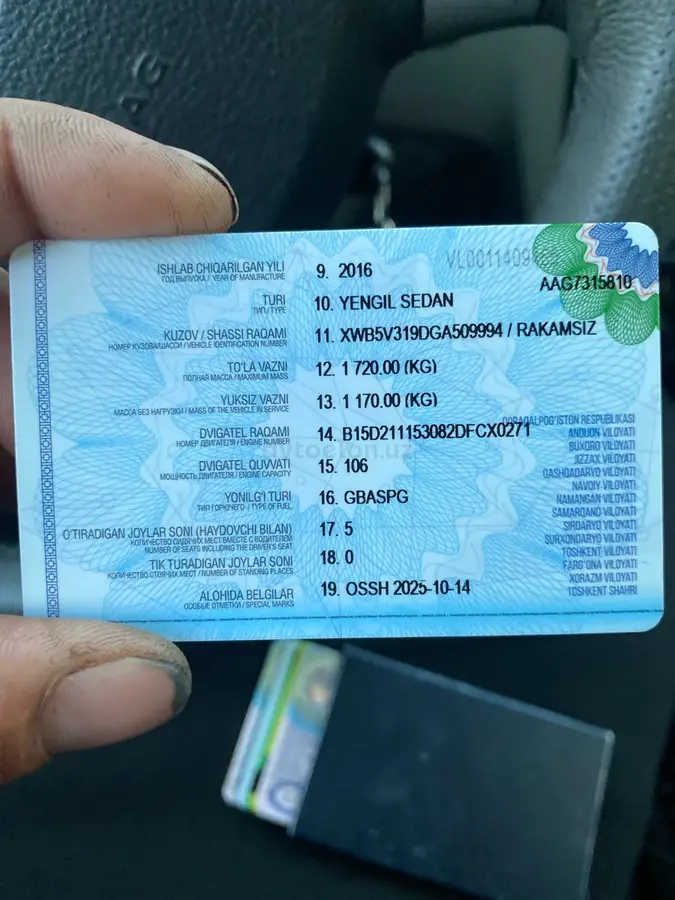 AG
VL0011409
AAG7315810
ISHLAB CHIQARILGAN YILI
ГОД ВЫПУСКА / YEAR OF MANUFACTURE
9. 2016
TURI
ТИП / TYPE
10. YENGIL SEDAN
KUZOV / SHASSI RAQAMI
НОМЕР КУЗОВА/ШАССИ / VEHICLE IDENTIFICATION NUMBER
11. XWB5V319DGA509994 / RAKAMSIZ
TO'LA VAZNI
ПОЛНАЯ МАССА / MAXIMUM MASS
12. 1 720.00 (KG)
YUKSIZ VAZNI
МАССА БЕЗ НАГРУЗКИ / MASS OF THE VEHICLE IN SERVICE
13. 1 170.00 (KG)
DVIGATEL RAQAMI
НОМЕР ДВИГАТЕЛЯ / ENGINE NUMBER
14. B15D211153082DFCX0271
DVIGATEL QUVVATI
МОЩНОСТЬ ДВИГАТЕЛЯ / ENGINE CAPACITY
15. 106
YONILG'I TURI
ТИП ГОРЮЧЕГО / TYPE OF FUEL
16. GBASPG
O'TIRADIGAN JOYLAR SONI (HAYDOVCHI BILAN)
КОЛИЧЕСТВО СИДЯЧИХ МЕСТ ВМЕСТЕ С ВОДИТЕЛЕМ
NUMBER OF SEATS INCLUDING THE DRIVER'S SEAT
17. 5
TIK TURADIGAN JOYLAR SONI
КОЛИЧЕСТВО СТОЯЧИХ МЕСТ / NUMBER OF STANDING PLACES
18. 0
ALOHIDA BELGILAR
ОСОБЫЕ ОТМЕТКИ / SPECIAL MARKS
19. OSSH 2025-10-14
QORAQALPOG'ISTON RESPUBLIKASI
ANDIJON VILOYATI
BUXORO VILOYATI
JIZZAX VILOYATI
QASHQADARYO VILOYATI
NAVOIY VILOYATI
NAMANGAN VILOYATI
SAMARQAND VILOYATI
SIRDARYO VILOYATI
SURXONDARYO VILOYATI
TOSHKENT VILOYATI
FARG'ONA VILOYATI
XORAZM VILOYATI
TOSHKENT SHAHRI
avtoelon.uz